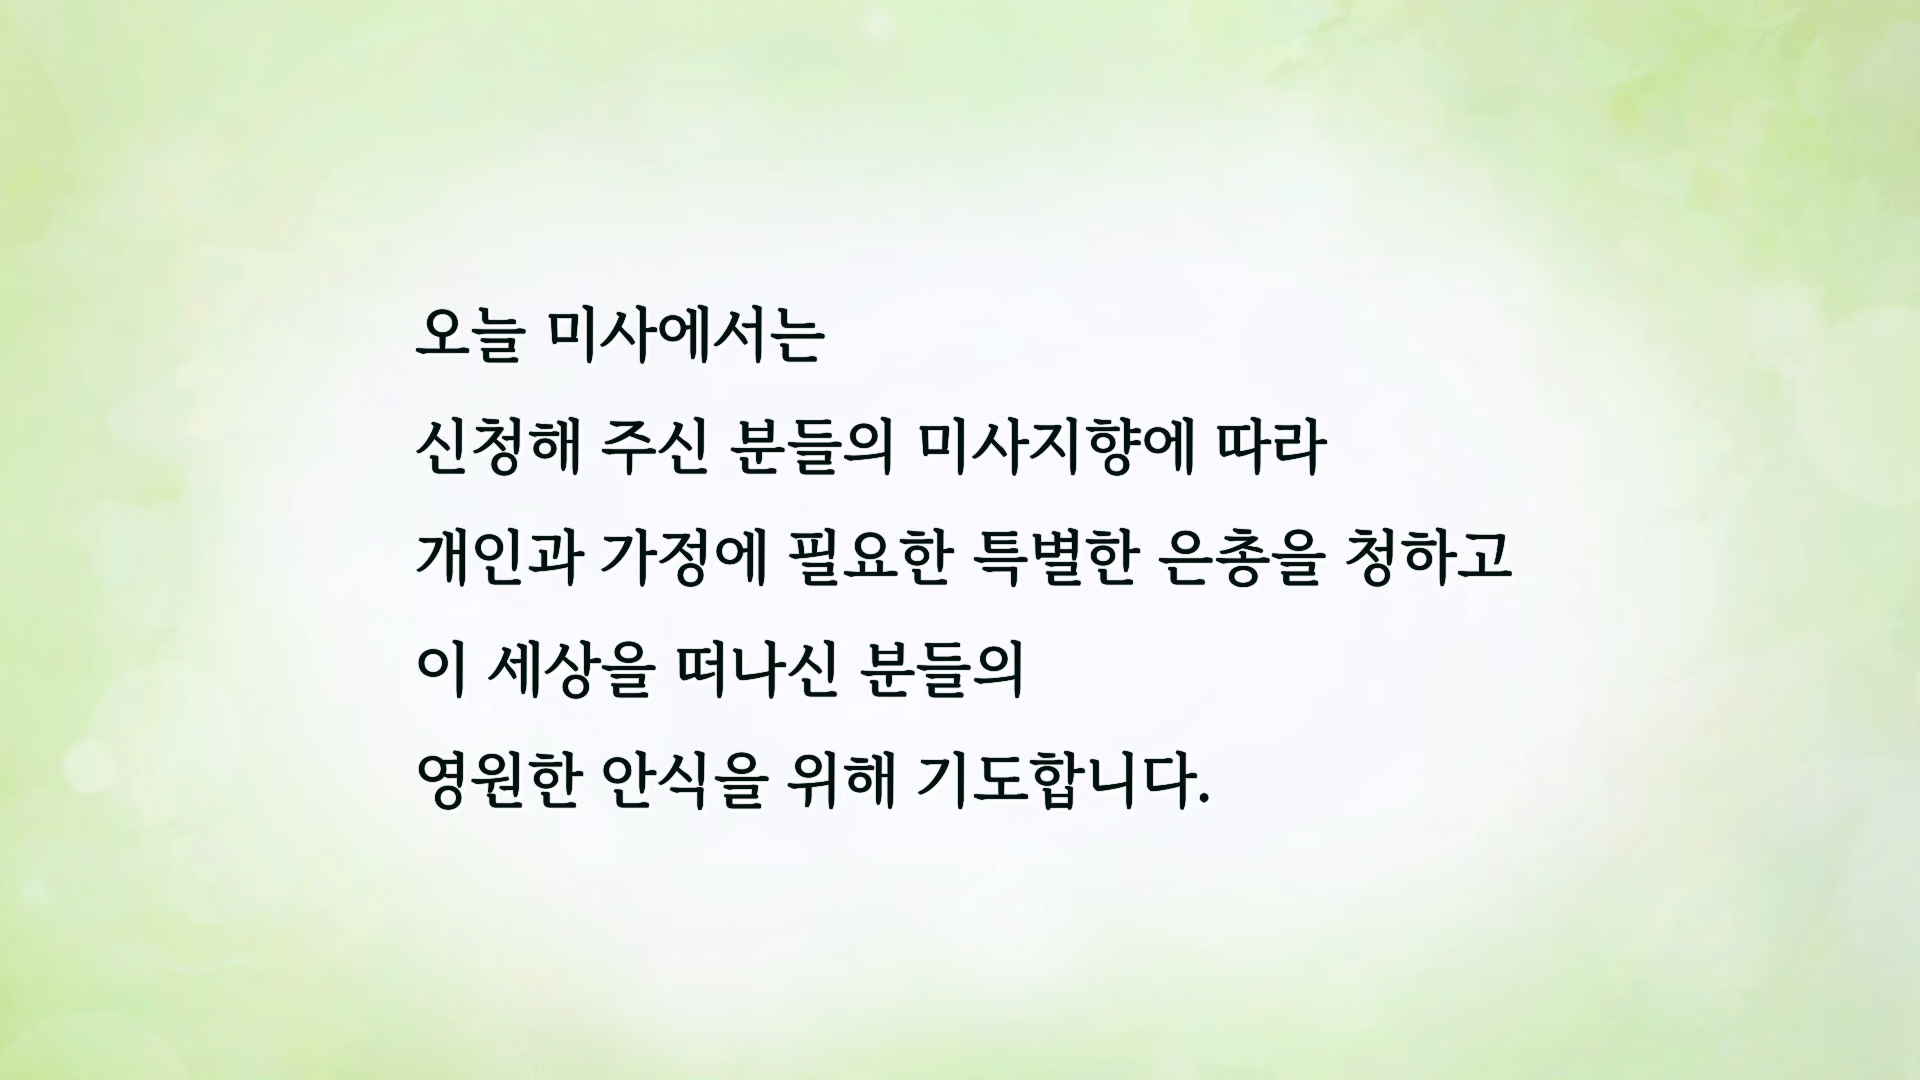 오늘 미사에서는
신청해 주신 분들의 미사지향에 따라
개인과 가정에 필요한 특별한 은총을 청하고
이 세상을 떠나신 분들의
영원한 안식을 위해 기도합니다.